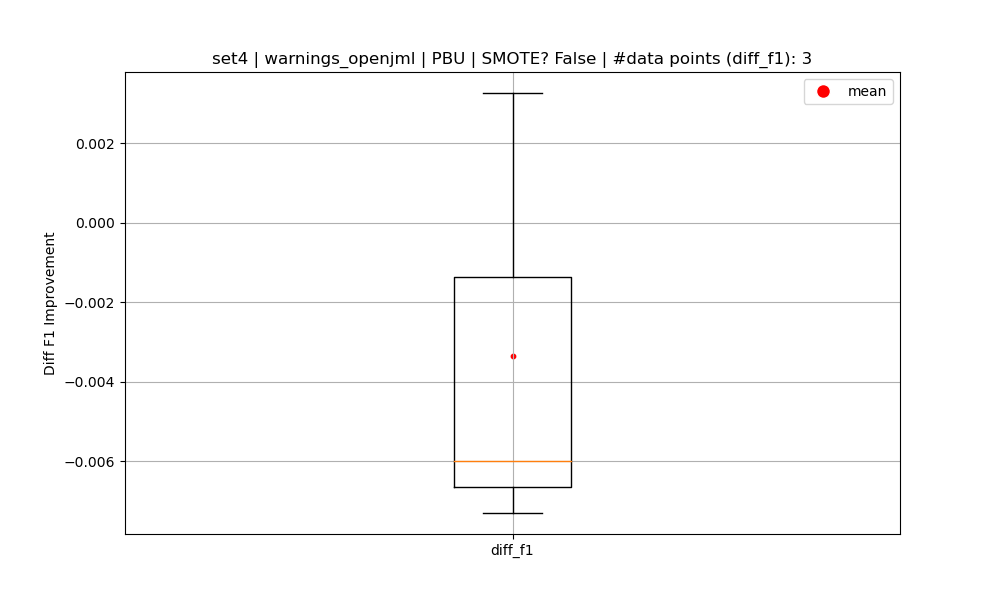 set4 | warnings_openjml | PBU | SMOTE? False | #data points (diff_f1): 3
mean
0.002
0.000
−0.002
−0.004
−0.006
Diff F1 Improvement
diff_f1